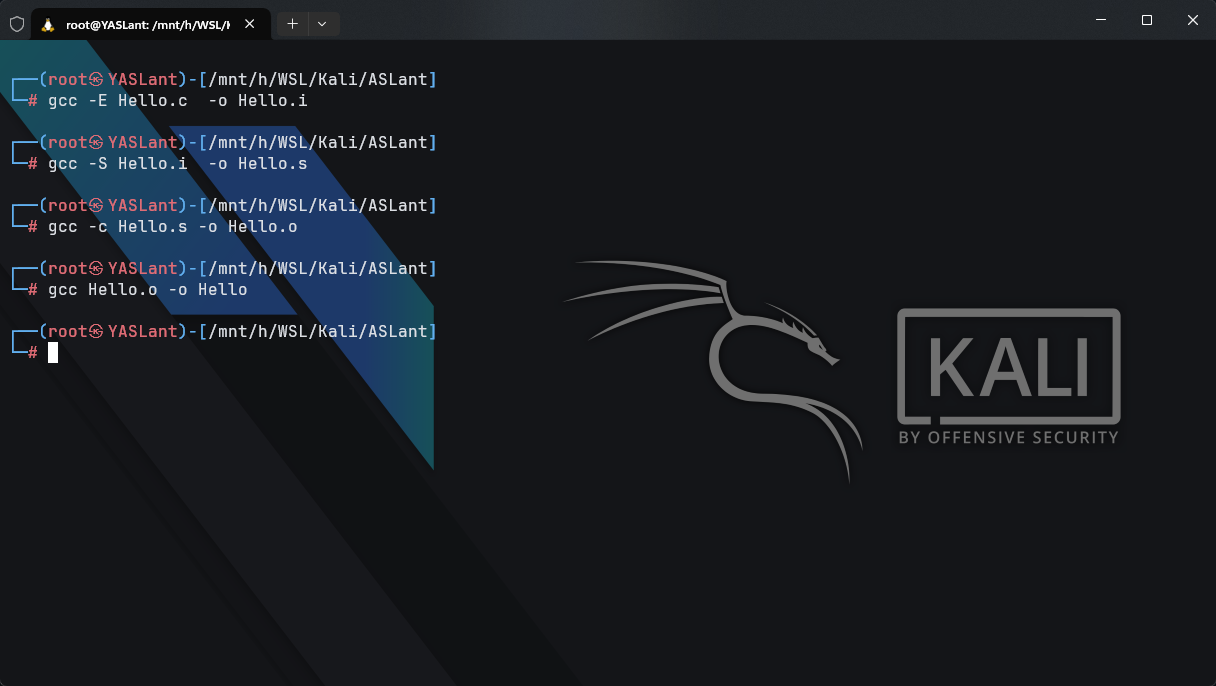 root@YASLant: /mnt/h/WSL/K
┌──(root㉿YASLant)-[/mnt/h/WSL/Kali/ASLant]
└─# gcc -E Hello.c  -o Hello.i
┌──(root㉿YASLant)-[/mnt/h/WSL/Kali/ASLant]
└─# gcc -S Hello.i  -o Hello.s
┌──(root㉿YASLant)-[/mnt/h/WSL/Kali/ASLant]
└─# gcc -c Hello.s -o Hello.o
┌──(root㉿YASLant)-[/mnt/h/WSL/Kali/ASLant]
└─# gcc Hello.o -o Hello
┌──(root㉿YASLant)-[/mnt/h/WSL/Kali/ASLant]
└─#
KALI
BY OFFENSIVE SECURITY